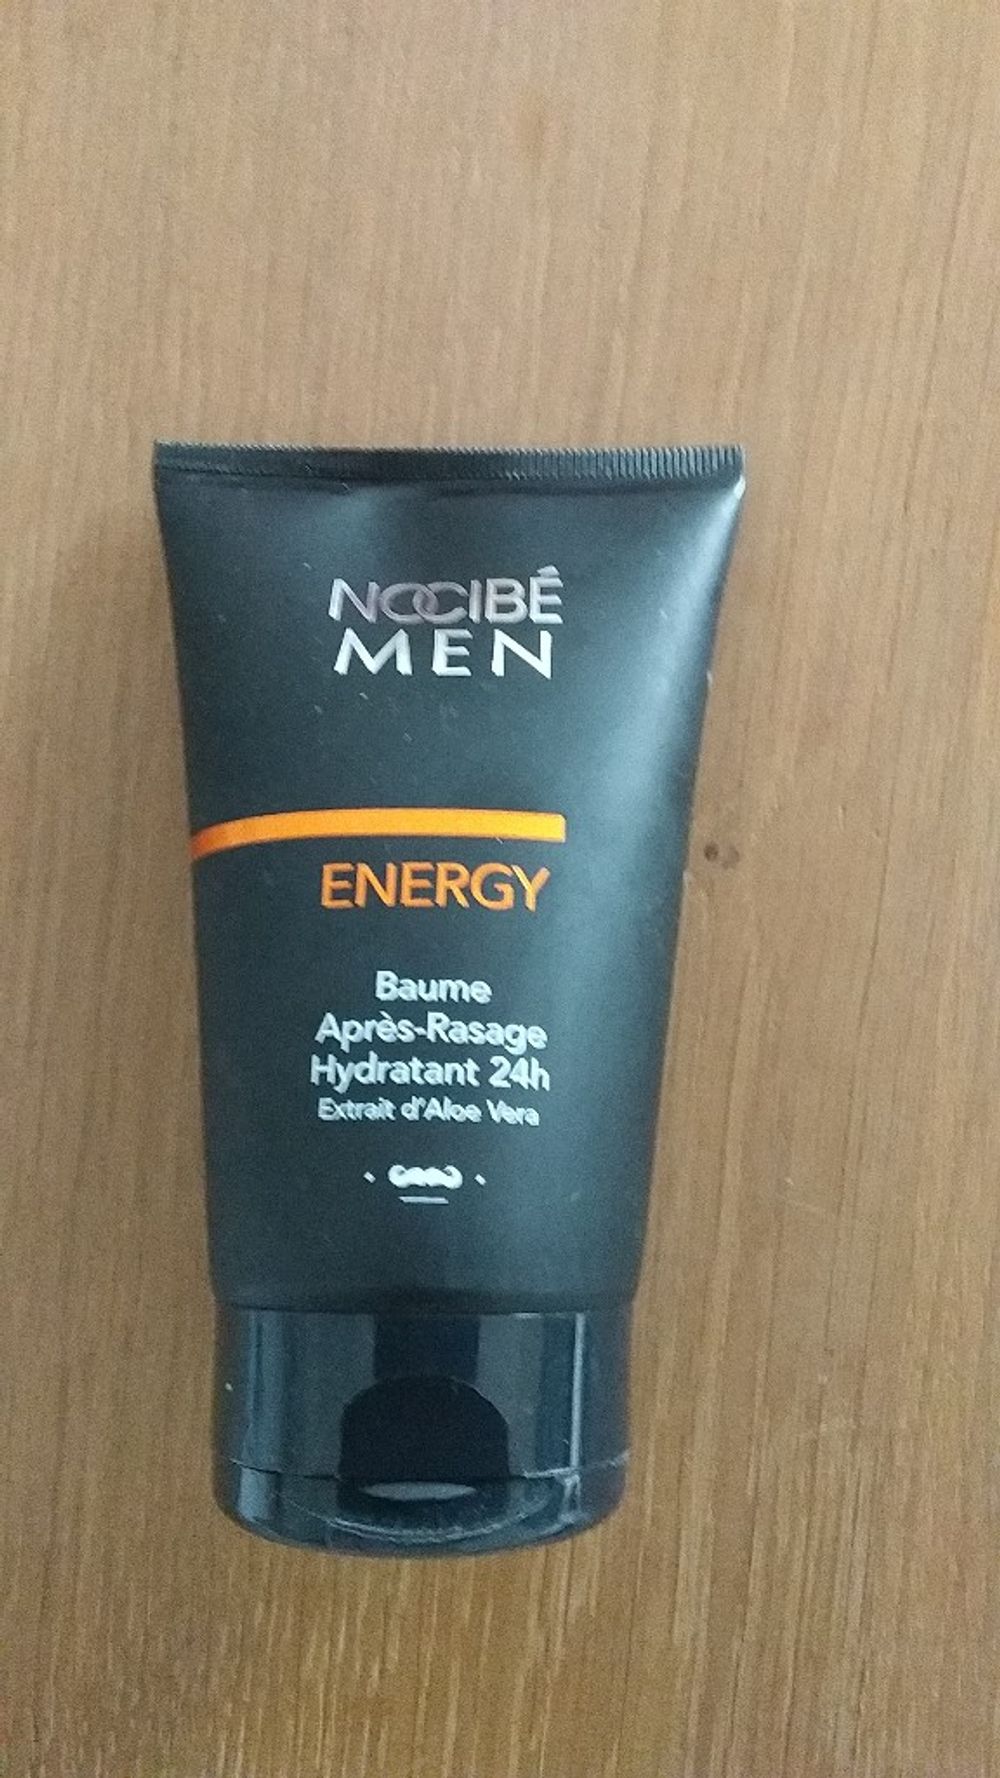 NOCIBÉ
MEN
ENERGY
Baume
Après-Rasage
Hydratant 24h
Extrait d'Aloe Vera